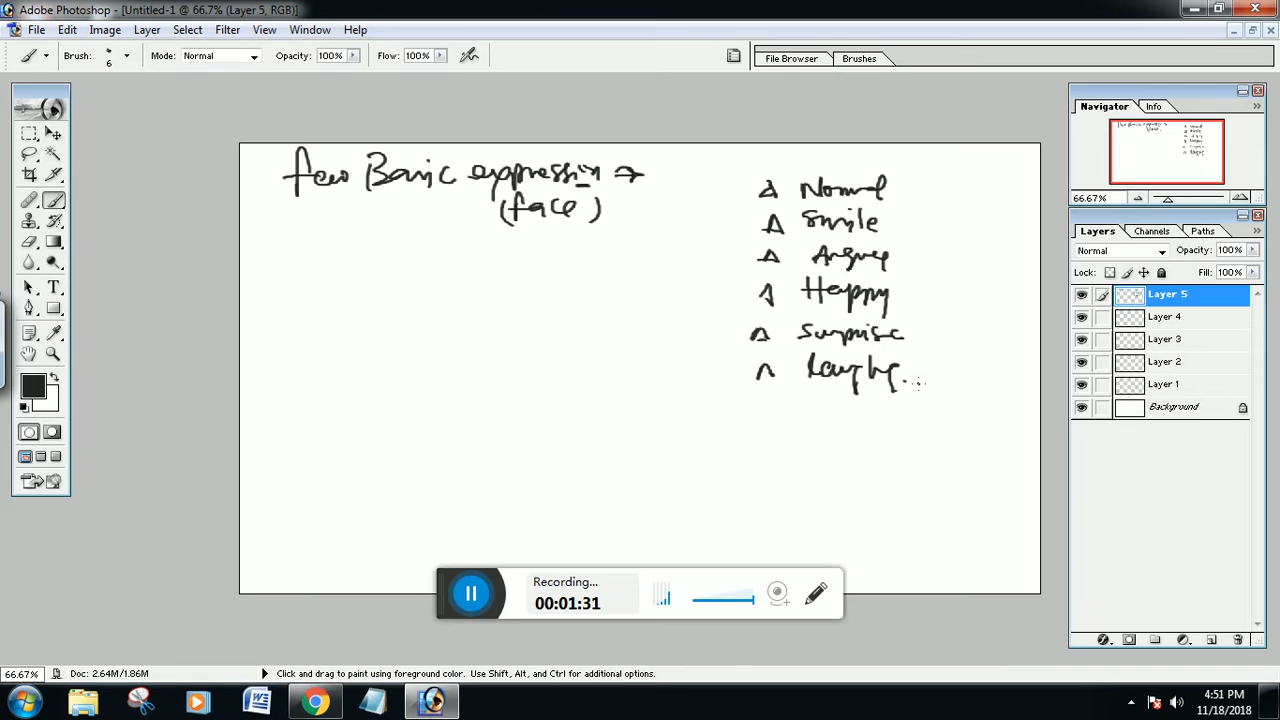 Adobe Photoshop - [Untitled-1 @ 66.7% (Layer 5, RGB)]
File Edit Image Layer Select Filter View Window Help
Brush: 6 Mode: Normal Opacity: 100% Flow: 100% File Browser Brushes
Navigator Info
66.67%
Layers Channels Paths
Normal Opacity: 100%
Lock: Fill: 100%
Layer 5
Layer 4
Layer 3
Layer 2
Layer 1
Background
few Basic expression →
(face)
Normal
Smile
Angry
Happy
Surprise
Recording...
00:01:31
66.67% Doc: 2.64M/1.86M Click and drag to paint using foreground color. Use Shift, Alt, and Ctrl for additional options.
4:51 PM
11/18/2018